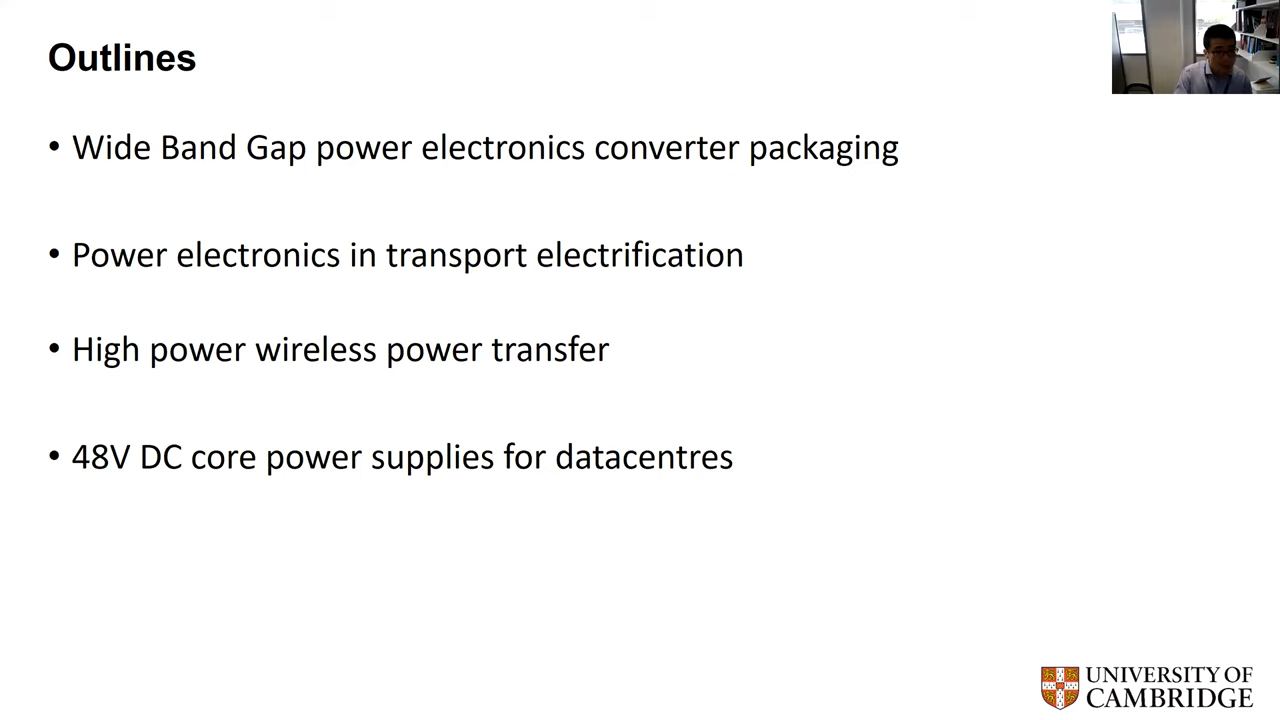 Outlines
• Wide Band Gap power electronics converter packaging
• Power electronics in transport electrification
• High power wireless power transfer
• 48V DC core power supplies for datacentres
UNIVERSITY OF
CAMBRIDGE